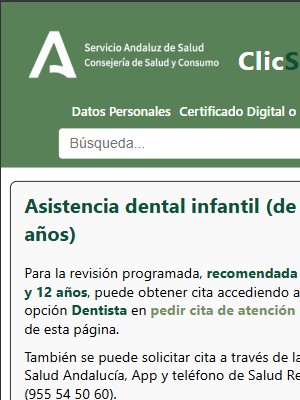 Servicio Andaluz de Salud
Consejería de Salud y Consumo
Clic
Datos Personales Certificado Digital o
Búsqueda...
Asistencia dental infantil (de
años)
Para la revisión programada, recomendada
y 12 años, puede obtener cita accediendo a
opción Dentista en pedir cita de atención
de esta página.
También se puede solicitar cita a través de la
Salud Andalucía, App y teléfono de Salud Re
(955 54 50 60).